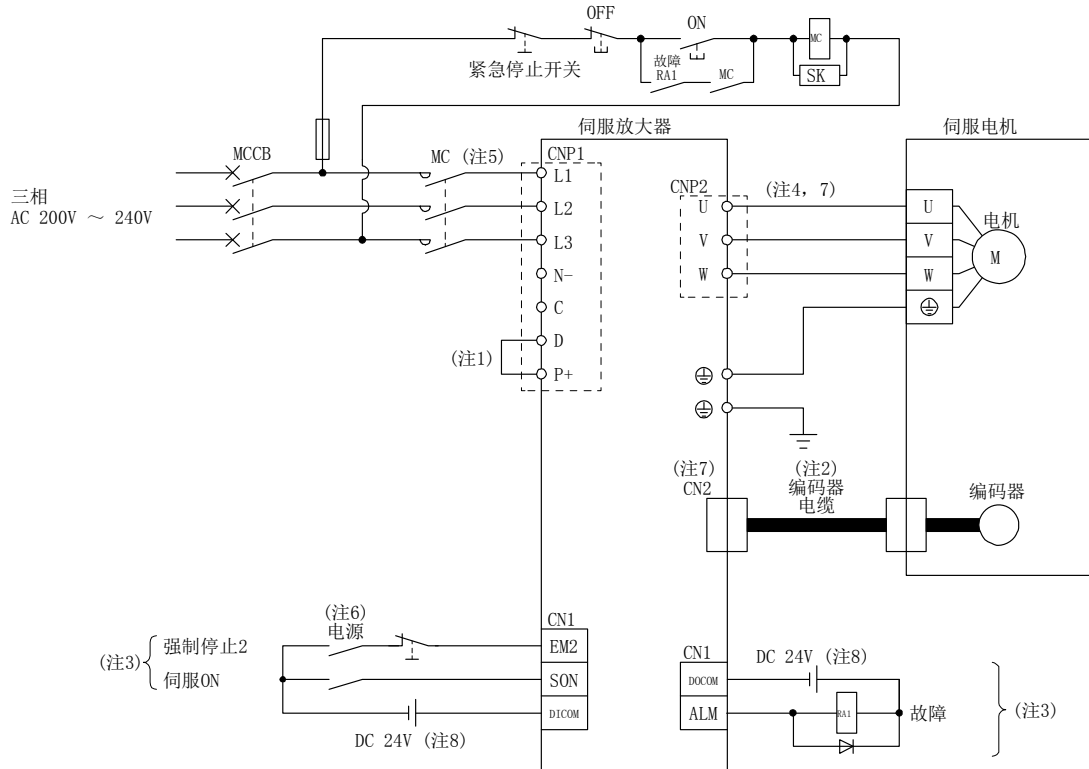 OFF
ON
MC
紧急停止开关
故障
RA1
MC
SK
伺服放大器
伺服电机
MCCB
MC (注5)
CNP1
三相
AC 200V ～ 240V
L1
L2
L3
N-
C
D
P+
(注1)
CNP2
(注4, 7)
U
V
W
U
V
W
电机
M
(注7)
CN2
(注2)
编码器
电缆
编码器
(注3)
强制停止2
伺服ON
(注6)
电源
CN1
EM2
SON
DICOM
DC 24V (注8)
CN1
DOCOM
ALM
DC 24V (注8)
RA1
故障
(注3)